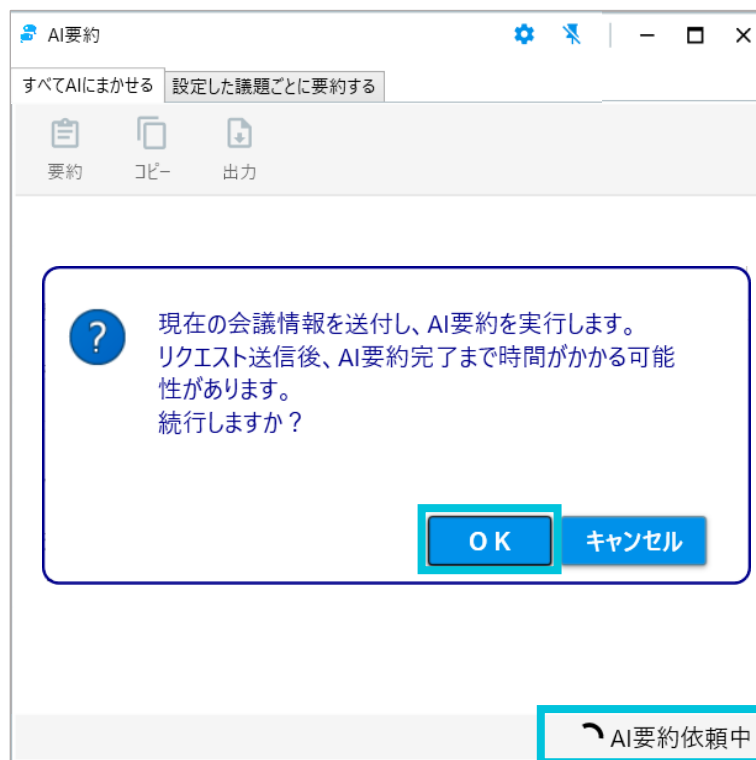 AI要約
すべてAIにまかせる 設定した議題ごとに要約する
要約 コピー 出力
?
現在の会議情報を送付し、AI要約を実行します。
リクエスト送信後、AI要約完了まで時間がかかる可能
性があります。
続行しますか？
OK キャンセル
AI要約依頼中